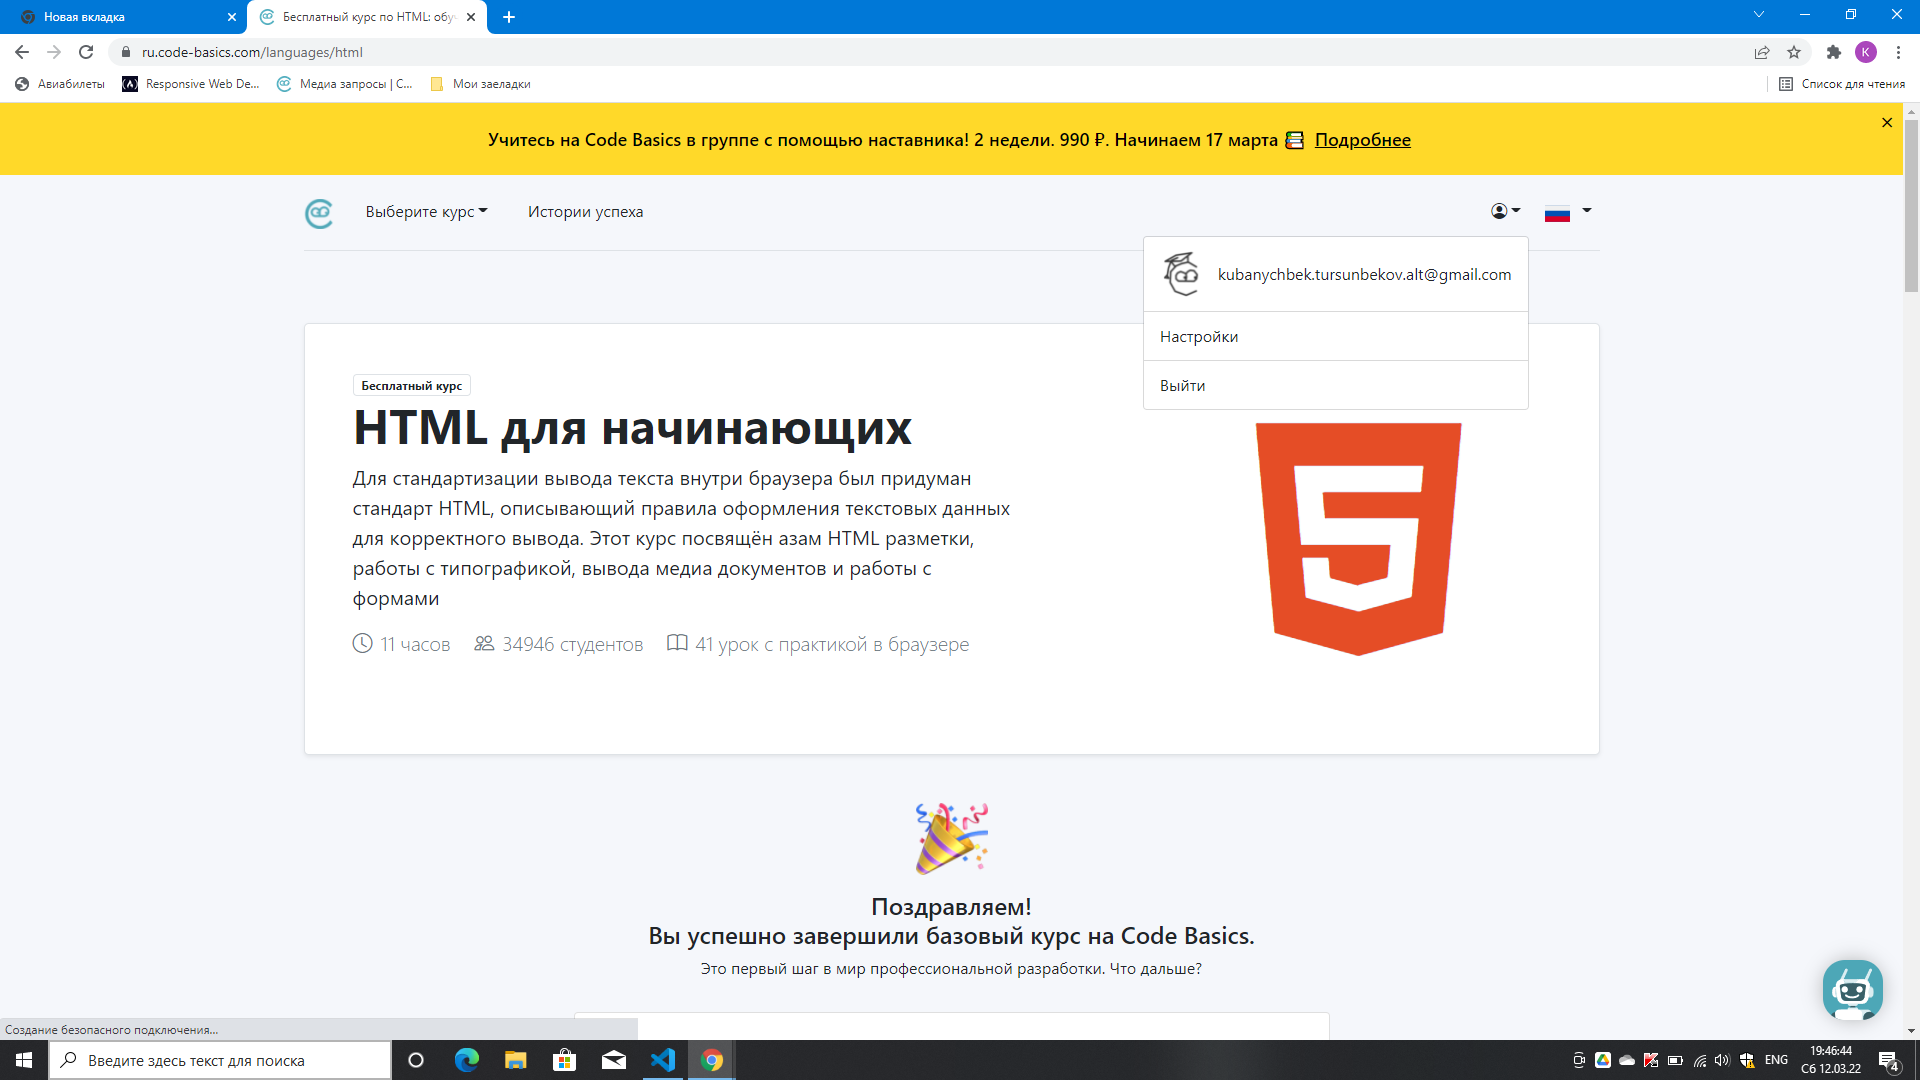 Новая вкладка
Бесплатный курс по HTML: обу
ru.code-basics.com/languages/html
K
Авиабилеты
Responsive Web De...
Медиа запросы | C...
Мои заеладки
Список для чтения
Учитесь на Code Basics в группе с помощью наставника! 2 недели. 990 ₽. Начинаем 17 марта Подробнее
Выберите курс
Истории успеха
kubanychbek.tursunbekov.alt@gmail.com
Настройки
Выйти
Бесплатный курс
HTML для начинающих
Для стандартизации вывода текста внутри браузера был придуман
стандарт HTML, описывающий правила оформления текстовых данных
для корректного вывода. Этот курс посвящён азам HTML разметки,
работы с типографикой, вывода медиа документов и работы с
формами
11 часов
34946 студентов
41 урок с практикой в браузере
5
Поздравляем!
Вы успешно завершили базовый курс на Code Basics.
Это первый шаг в мир профессиональной разработки. Что дальше?
Создание безопасного подключения...
Введите здесь текст для поиска
ENG
19:46:44
Сб 12.03.22
4